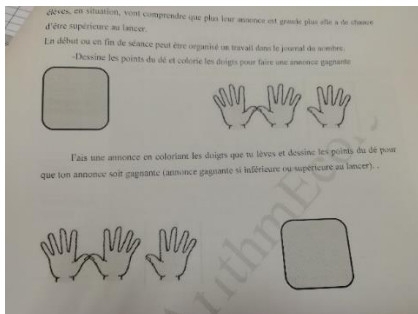 élèves, en situation, vont comprendre que plus leur annonce est grande plus elle a de chance
d'être supérieure au lancer.
En début ou en fin de séance peut être organisé un travail dans le journal du nombre.
-Dessine les points du dé et colorie les doigts pour faire une annonce gagnante
Fais une annonce en coloriant les doigts que tu lèves et dessine les points du dé pour
que ton annonce soit gagnante (annonce gagnante si inférieure ou supérieure au lancer). .
ArithmEcole